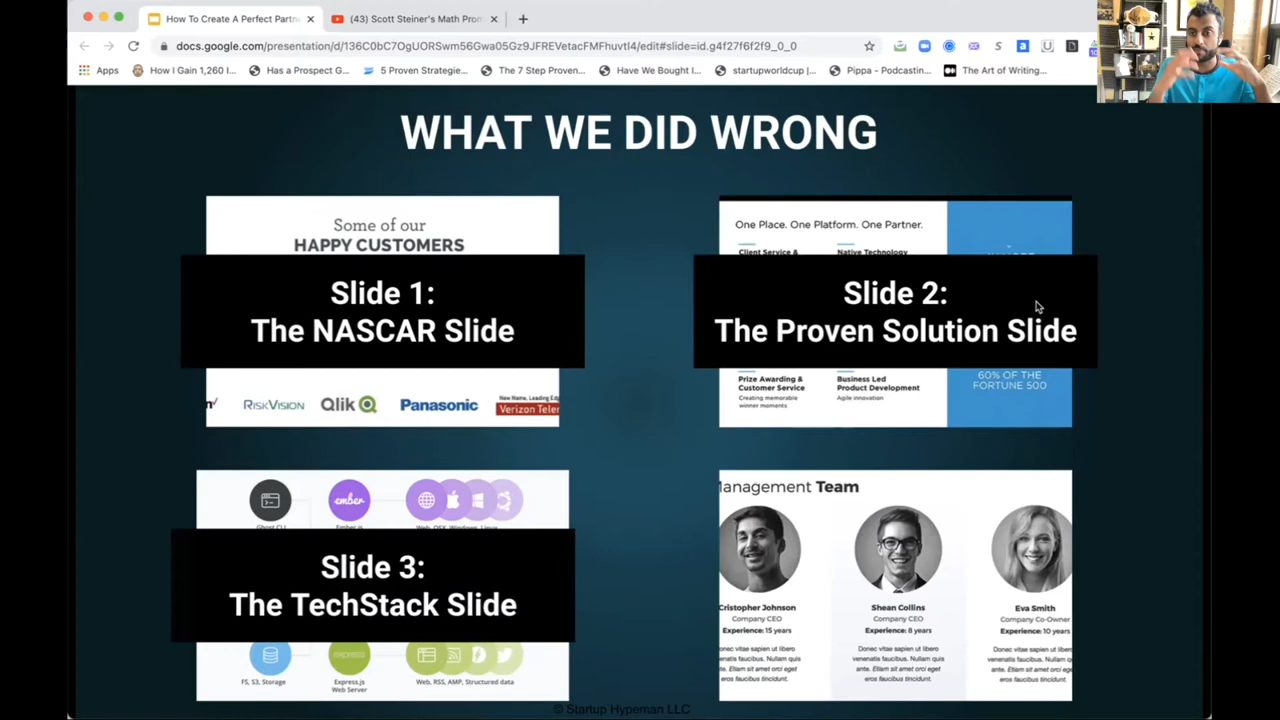 How To Create A Perfect Partn
(43) Scott Steiner's Math Pron
docs.google.com/presentation/d/136C0bC7OgUORSwm56Gwa05Gz9JFREVetacFMFhuvtI4/edit#slide=id.g4f27f6f2f9_0_0
Apps
How I Gain 1,260 I...
Has a Prospect G...
5 Proven Strategie...
The 7 Step Proven...
Have We Bought I...
startupworldcup |...
Pippa - Podcastin...
The Art of Writing...
WHAT WE DID WRONG
Some of our
HAPPY CUSTOMERS
Slide 1:
The NASCAR Slide
RISKVISION
Qlik
Panasonic
New Name. Leading Edg
Verizon Teler
One Place. One Platform. One Partner.
Client Service &
Native Technology
Slide 2:
The Proven Solution Slide
Prize Awarding &
Customer Service
Creating memorable
winner moments
Business Led
Product Development
Agile innovation
60% OF THE
FORTUNE 500
ember
Ghost CLI
Ember.js
Web, OSX, Windows, Linux
Slide 3:
The TechStack Slide
express
FS, S3, Storage
Express.js
Web Server
Web, RSS, AMP, Structured data
Management Team
Cristopher Johnson
Company CEO
Experience: 15 years
onec vitae sapien ut libero
venenatis faucibus. Nullam quis
ante. Etiam sit amet orci eget
eros faucibus tincidunt.
Shean Collins
Company CEO
Experience: 8 years
Donec vitae sapien ut libero
venenatis faucibus. Nullam quis
ante. Etiam sit amet orci eget
eros faucibus tincidunt.
Eva Smith
Company Co-Owner
Experience: 10 years
Donec vitae sapien ut libero
venenatis faucibus. Nullam quis
ante. Etiam sit amet orci eget
eros faucibus tincidunt.
© Startup Hypeman LLC